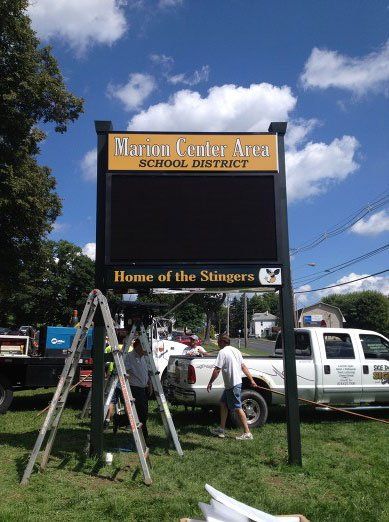 Marion Center Area
SCHOOL DISTRICT
Home of the Stingers